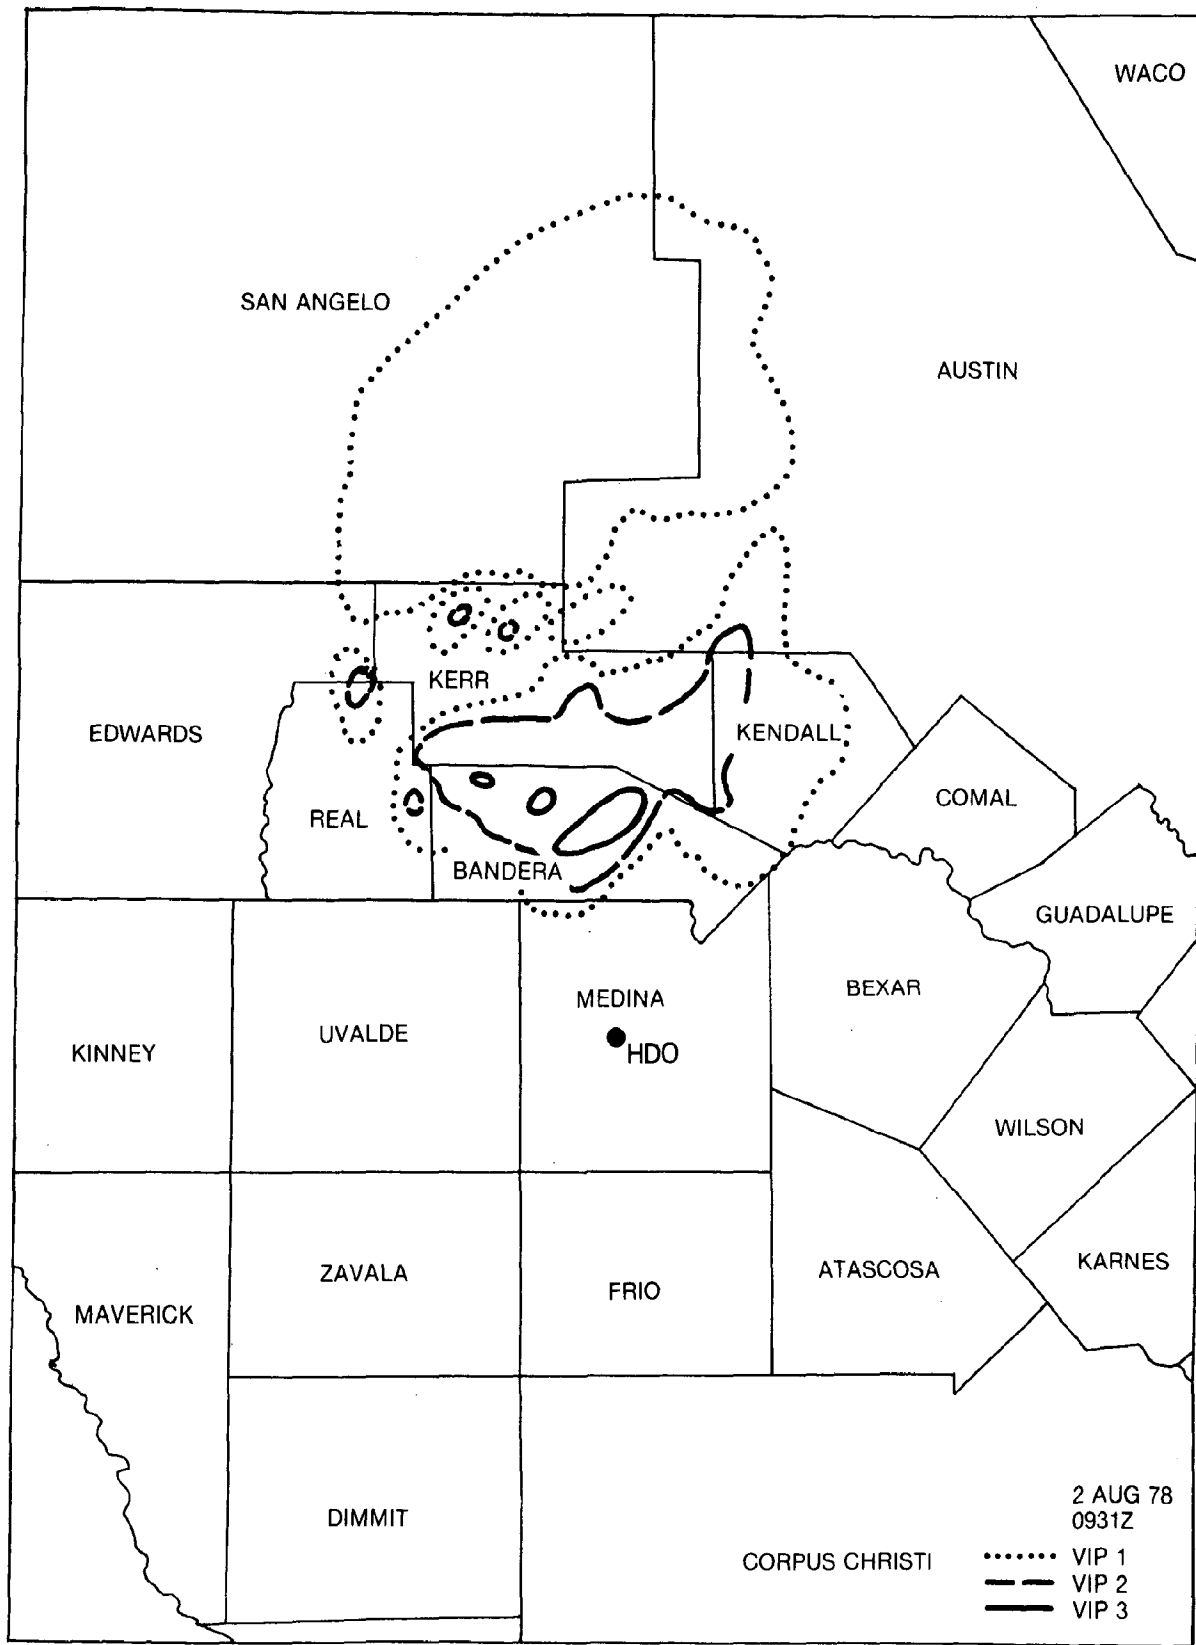 WACO
SAN ANGELO
AUSTIN
KERR
EDWARDS
KENDALL
REAL
COMAL
BANDERA
GUADALUPE
MEDINA
BEXAR
HDO
UVALDE
KINNEY
WILSON
ZAVALA
FRIO
ATASCOSA
KARNES
MAVERICK
DIMMIT
CORPUS CHRISTI
2 AUG 78
0931Z
VIP 1
VIP 2
VIP 3